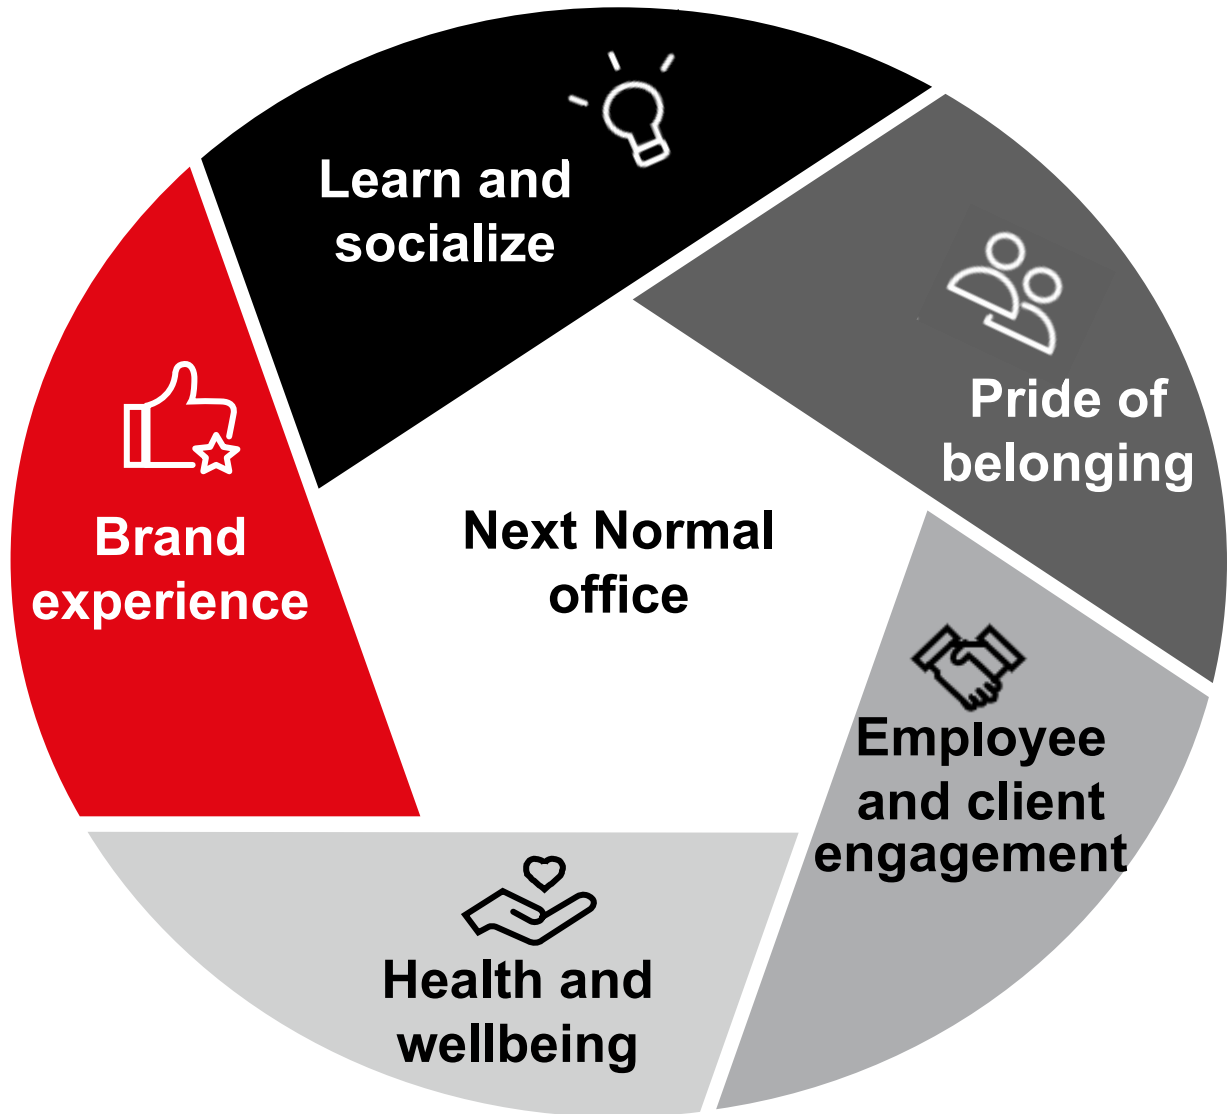 Learn and
socialize
Pride of
belonging
Brand
experience
Next Normal
office
Employee
and client
engagement
Health and
wellbeing